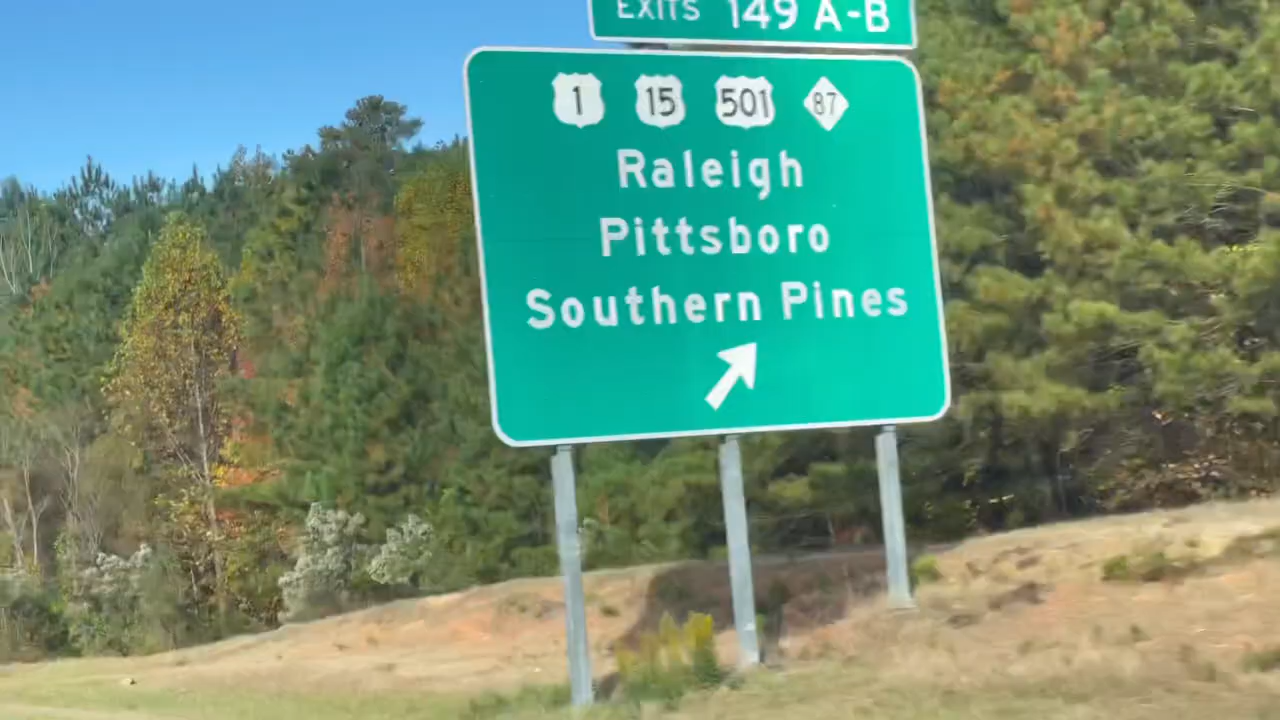 EXITS 149 A-B
1 15 501 87
Raleigh
Pittsboro
Southern Pines